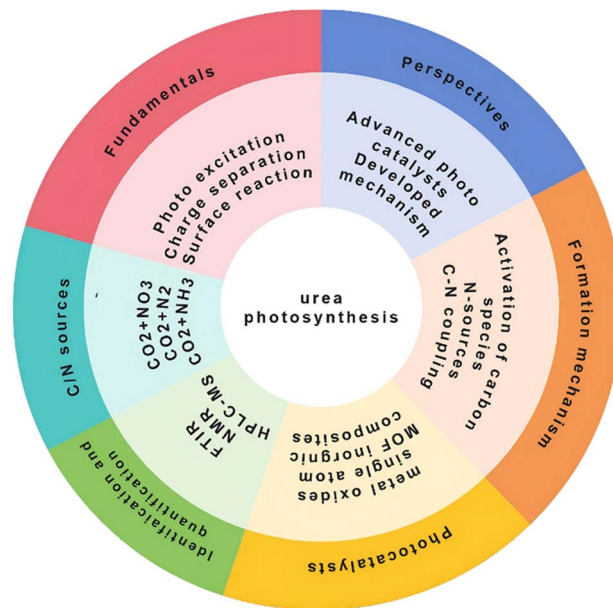 Fundamentals
Photo excitation
Charge separation
Surface reaction
Perspectives
Advanced photo
catalysts
Developed
mechanism
Formation mechanism
Activation of carbon
species
N-sources
C-N coupling
Photocatalysts
metal oxides
single atom
MOF inorgnic
composites
Identifaication and
quantification
FTIR
NMR
HPLC-MS
C/N sources
CO2+NO3
CO2+N2
CO2+NH3
urea
photosynthesis